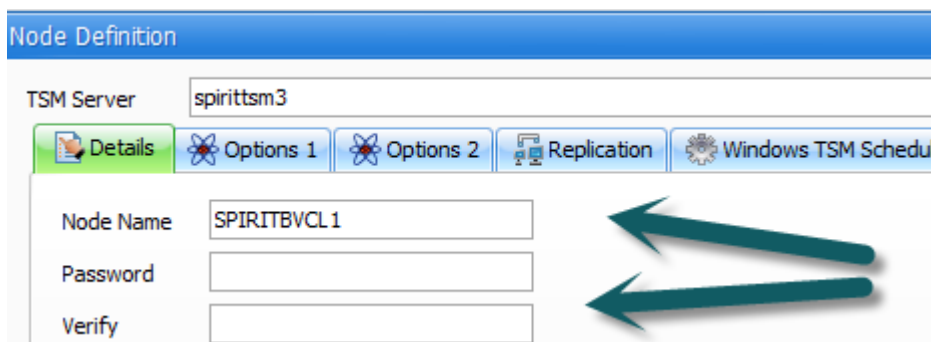 Node Definition
TSM Server spirittsm3
Details Options 1 Options 2 Replication Windows TSM Schedu
Node Name SPIRITBVCL1
Password
Verify